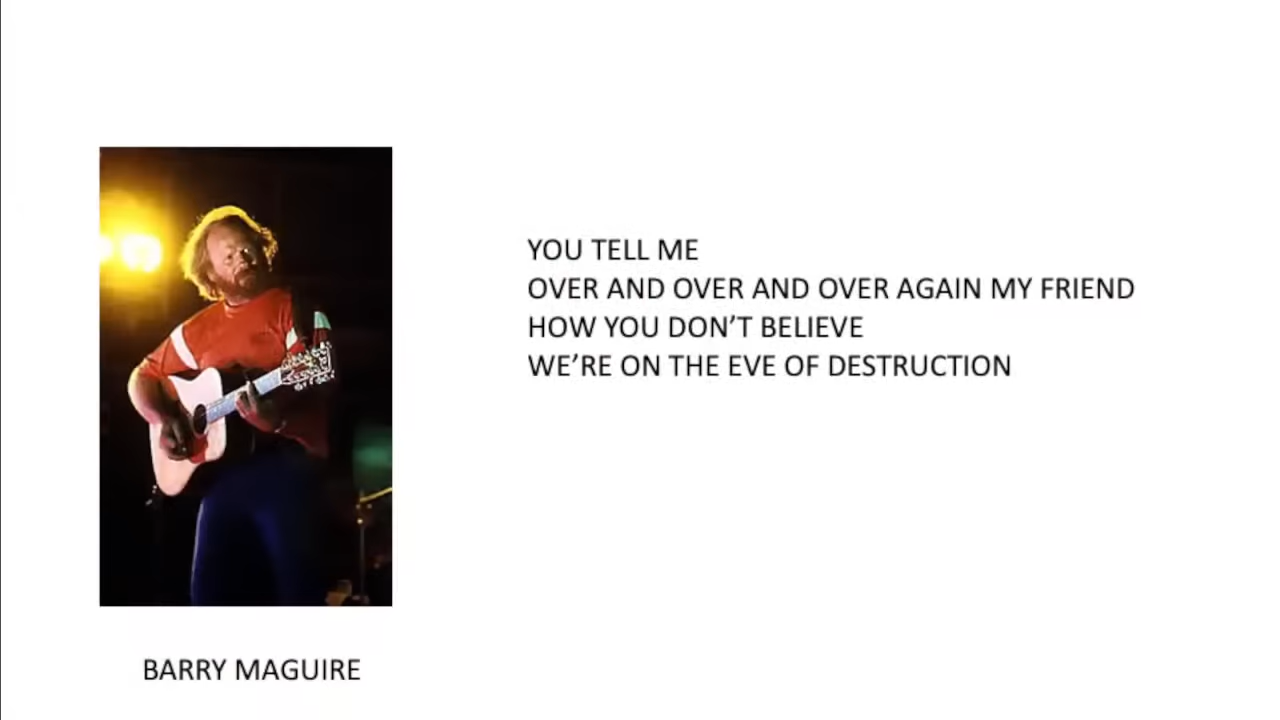 YOU TELL ME
OVER AND OVER AND OVER AGAIN MY FRIEND
HOW YOU DON’T BELIEVE
WE’RE ON THE EVE OF DESTRUCTION
BARRY MAGUIRE